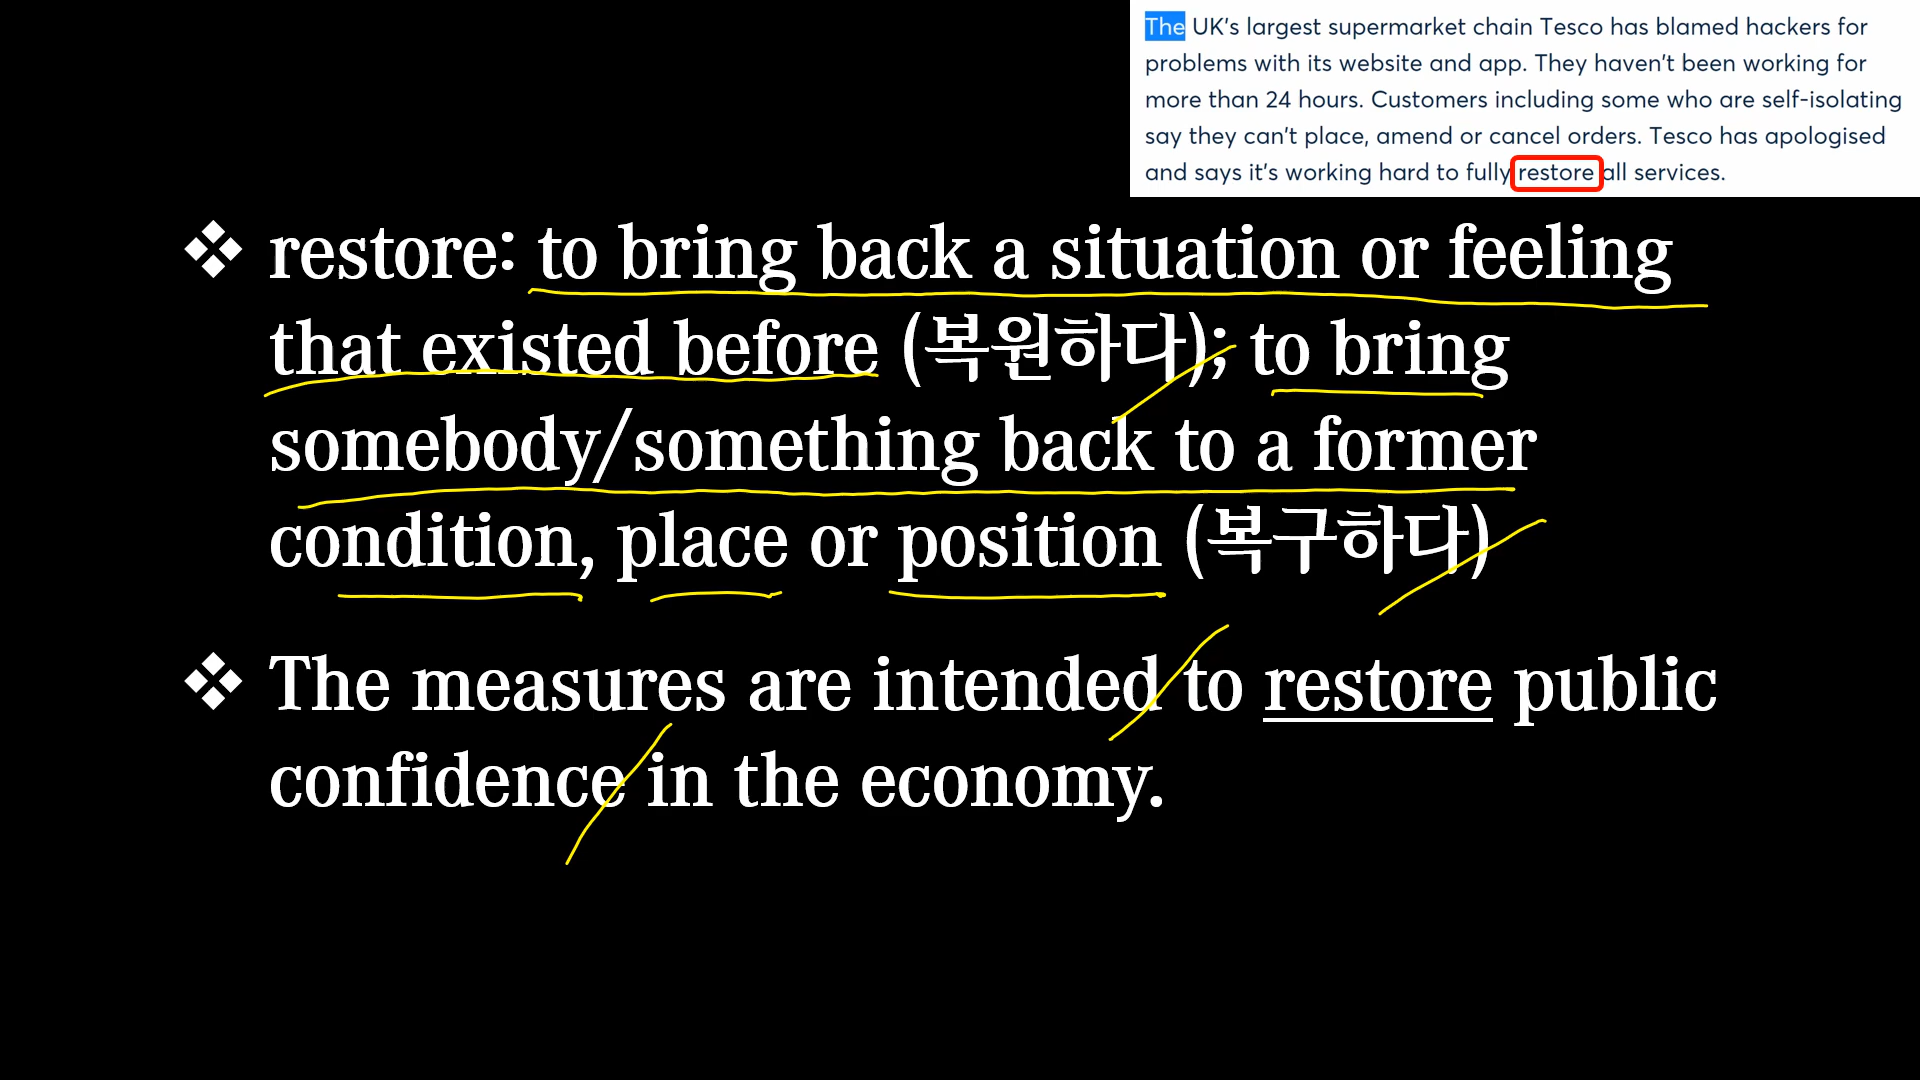 The UK's largest supermarket chain Tesco has blamed hackers for
problems with its website and app. They haven't been working for
more than 24 hours. Customers including some who are self-isolating
say they can't place, amend or cancel orders. Tesco has apologised
and says it's working hard to fully restore all services.
❖ restore: to bring back a situation or feeling
that existed before (복원하다); to bring
somebody/something back to a former
condition, place or position (복구하다)
❖ The measures are intended to restore public
confidence in the economy.